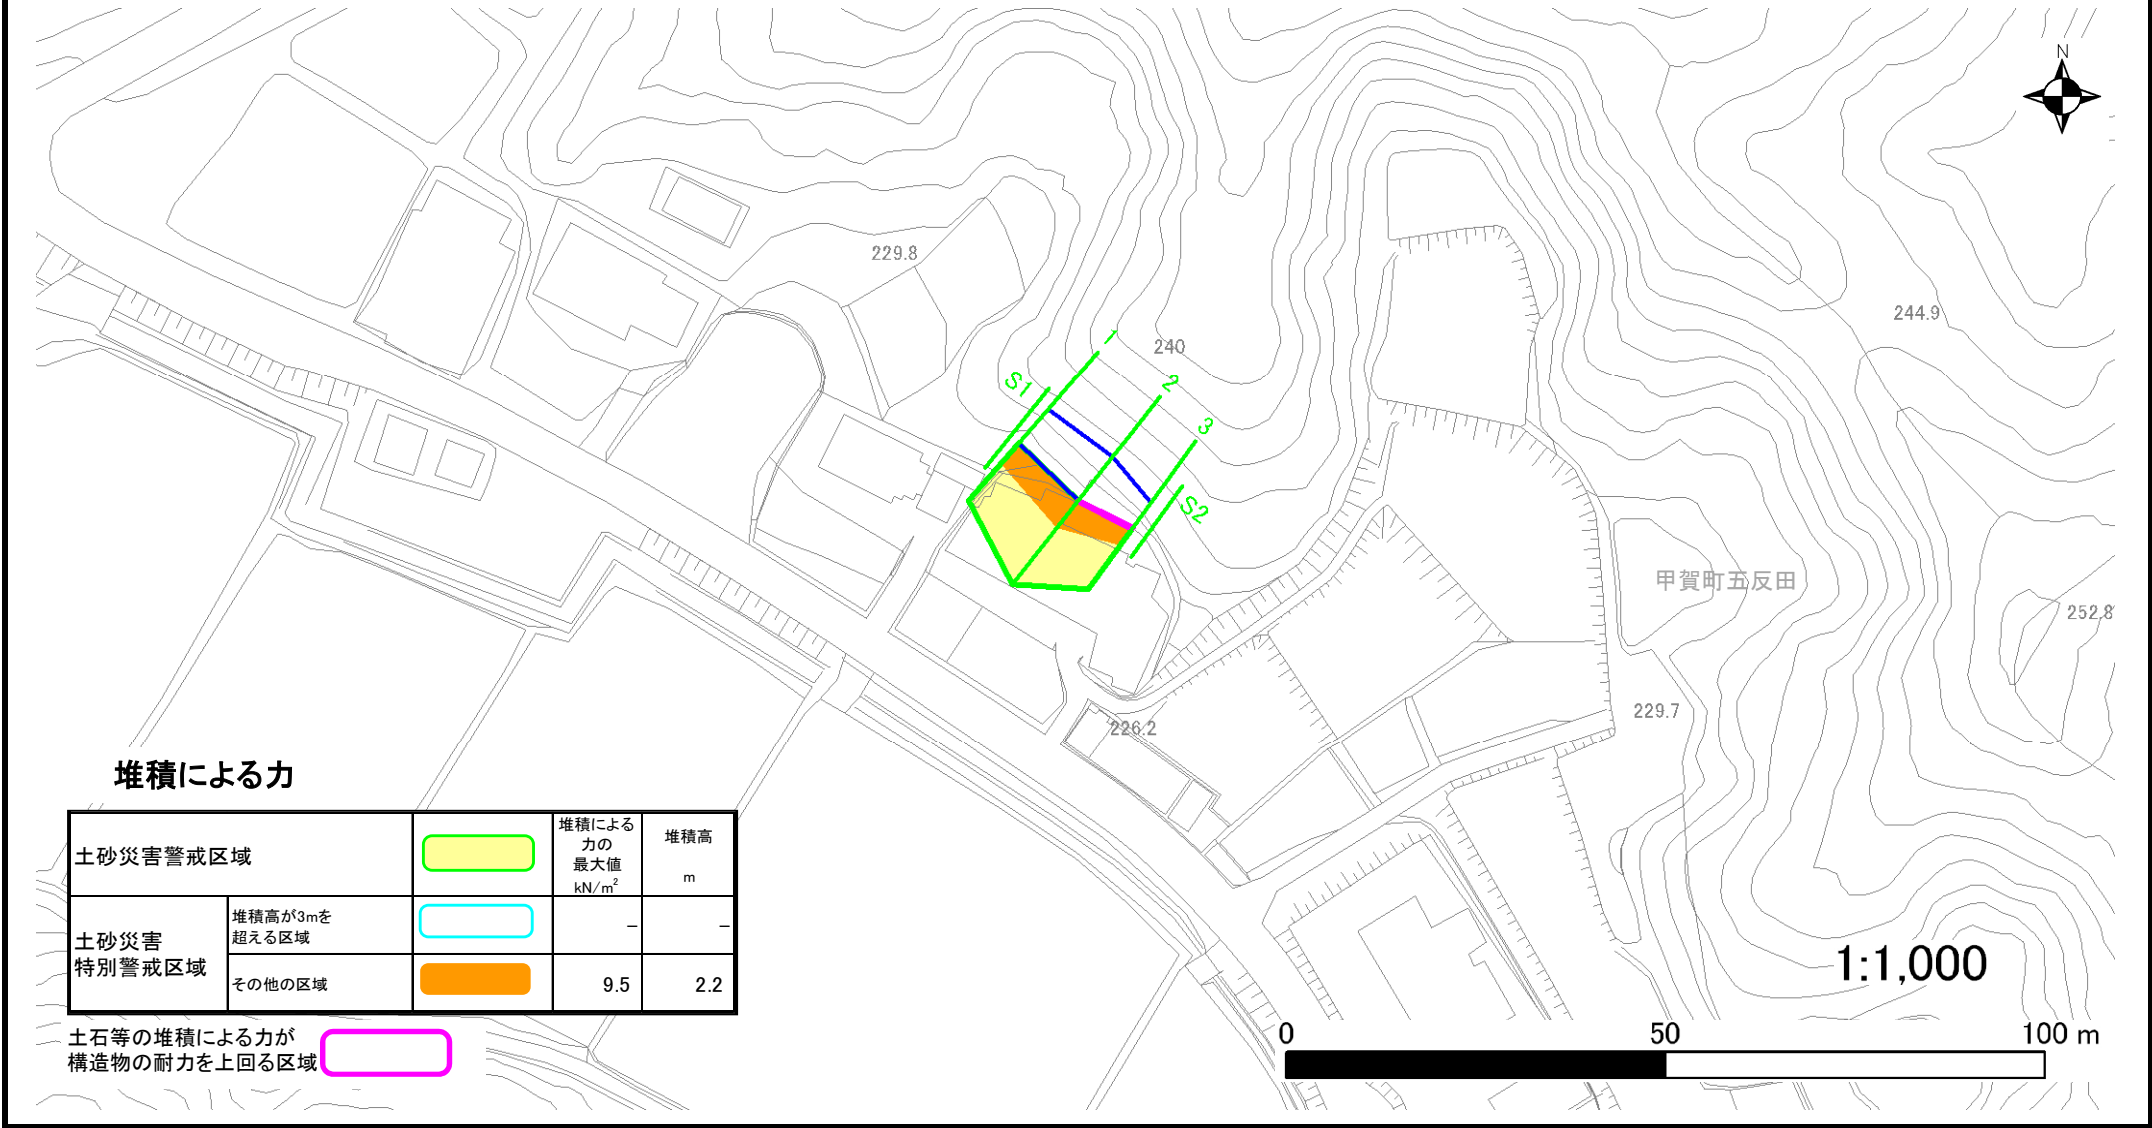 N
229.8
244.9
240
1
2
3
S1
S2
甲賀町五反田
252.8
229.7
226.2
堆積による力
土砂災害警戒区域
堆積による
力の
最大値
kN/m²
堆積高
m
土砂災害
特別警戒区域
堆積高が3mを
超える区域
–
–
その他の区域
9.5
2.2
土石等の堆積による力が
構造物の耐力を上回る区域
1:1,000
0
50
100 m